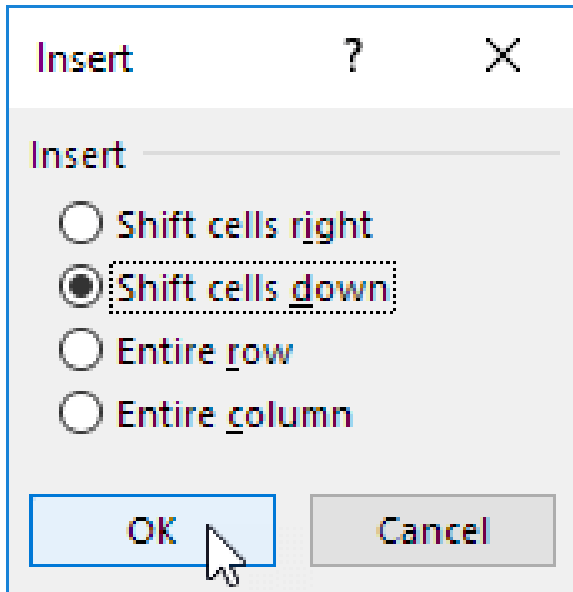 Insert ?
Insert
Shift cells right
Shift cells down
Entire row
Entire column
OK Cancel